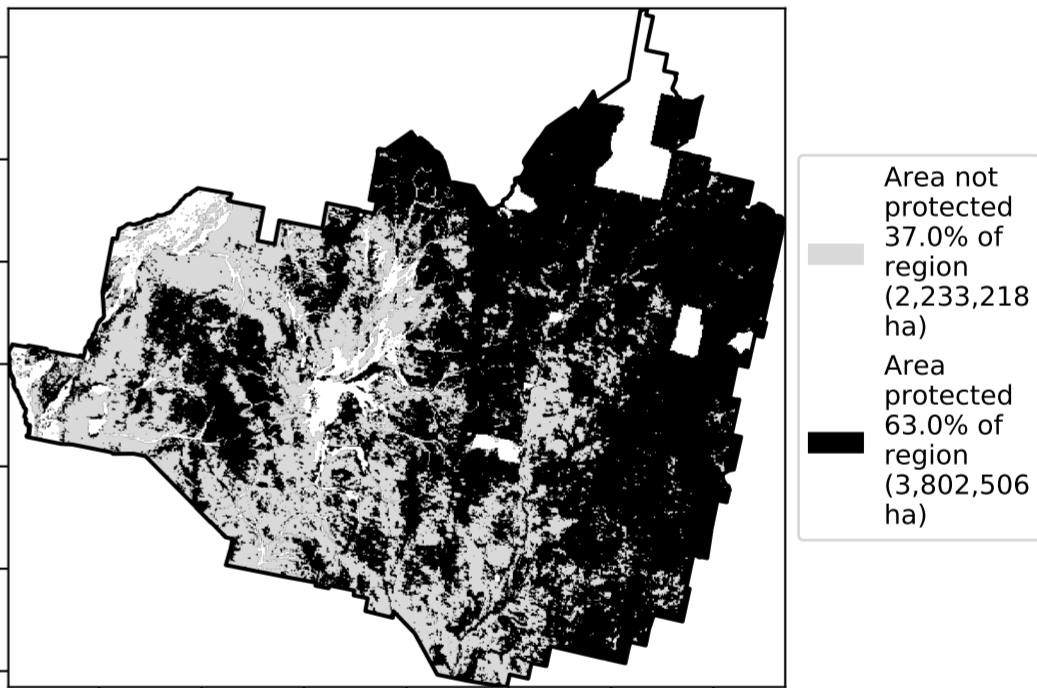 Area not
protected
37.0% of
region
(2,233,218
ha)
Area
protected
63.0% of
region
(3,802,506
ha)